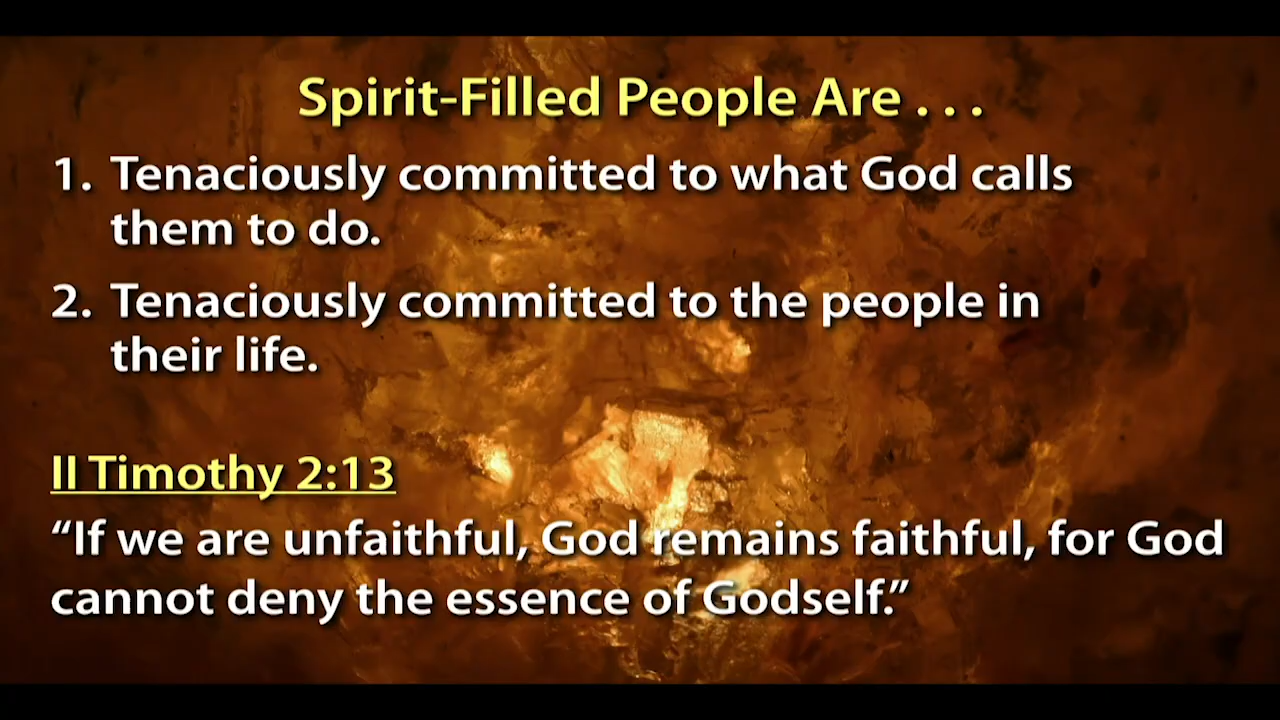 Spirit-Filled People Are . . .
1. Tenaciously committed to what God calls
them to do.
2. Tenaciously committed to the people in
their life.
II Timothy 2:13
“If we are unfaithful, God remains faithful, for God
cannot deny the essence of Godself.”